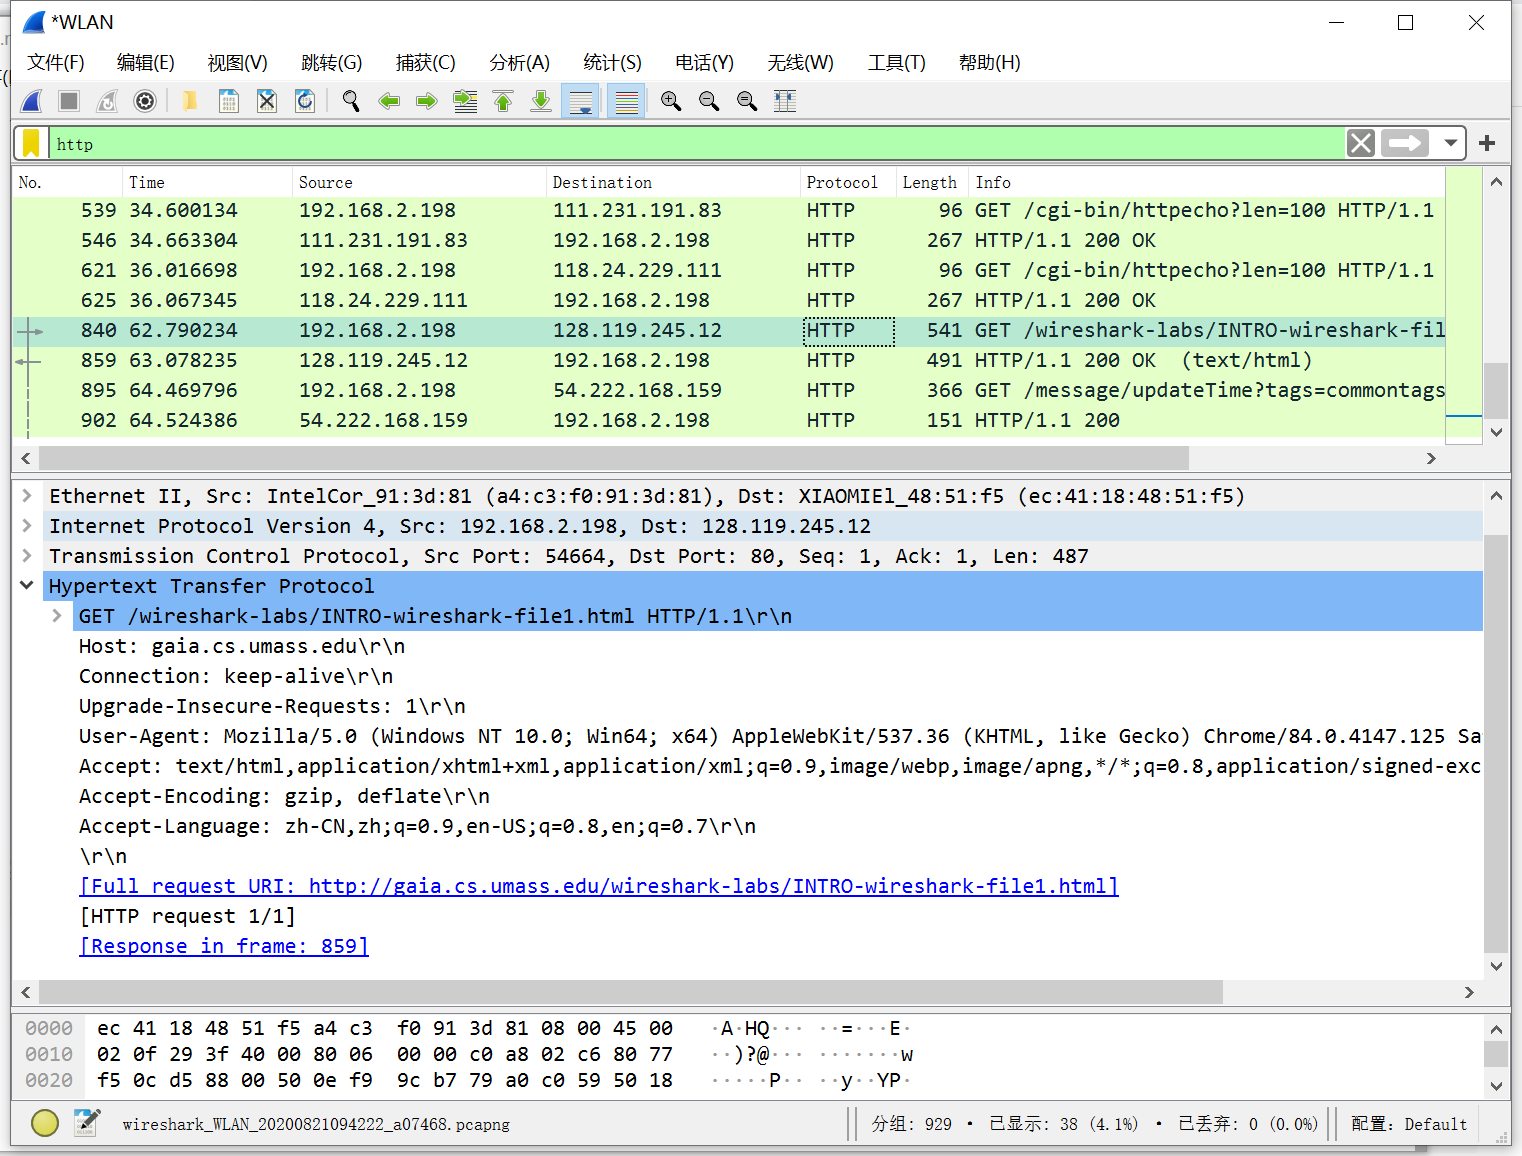 *WLAN
文件(F) 编辑(E) 视图(V) 跳转(G) 捕获(C) 分析(A) 统计(S) 电话(Y) 无线(W) 工具(T) 帮助(H)
http
No. Time Source Destination Protocol Length Info
539 34.600134 192.168.2.198 111.231.191.83 HTTP 96 GET /cgi-bin/httpecho?len=100 HTTP/1.1
546 34.663304 111.231.191.83 192.168.2.198 HTTP 267 HTTP/1.1 200 OK
621 36.016698 192.168.2.198 118.24.229.111 HTTP 96 GET /cgi-bin/httpecho?len=100 HTTP/1.1
625 36.067345 118.24.229.111 192.168.2.198 HTTP 267 HTTP/1.1 200 OK
840 62.790234 192.168.2.198 128.119.245.12 HTTP 541 GET /wireshark-labs/INTRO-wireshark-fil
859 63.078235 128.119.245.12 192.168.2.198 HTTP 491 HTTP/1.1 200 OK (text/html)
895 64.469796 192.168.2.198 54.222.168.159 HTTP 366 GET /message/updateTime?tags=commontags
902 64.524386 54.222.168.159 192.168.2.198 HTTP 151 HTTP/1.1 200
Ethernet II, Src: IntelCor_91:3d:81 (a4:c3:f0:91:3d:81), Dst: XIAOMIEl_48:51:f5 (ec:41:18:48:51:f5)
Internet Protocol Version 4, Src: 192.168.2.198, Dst: 128.119.245.12
Transmission Control Protocol, Src Port: 54664, Dst Port: 80, Seq: 1, Ack: 1, Len: 487
Hypertext Transfer Protocol
GET /wireshark-labs/INTRO-wireshark-file1.html HTTP/1.1\r\n
Host: gaia.cs.umass.edu\r\n
Connection: keep-alive\r\n
Upgrade-Insecure-Requests: 1\r\n
User-Agent: Mozilla/5.0 (Windows NT 10.0; Win64; x64) AppleWebKit/537.36 (KHTML, like Gecko) Chrome/84.0.4147.125 Sa
Accept: text/html,application/xhtml+xml,application/xml;q=0.9,image/webp,image/apng,*/*;q=0.8,application/signed-exc
Accept-Encoding: gzip, deflate\r\n
Accept-Language: zh-CN,zh;q=0.9,en-US;q=0.8,en;q=0.7\r\n
\r\n
[Full request URI: http://gaia.cs.umass.edu/wireshark-labs/INTRO-wireshark-file1.html]
[HTTP request 1/1]
[Response in frame: 859]
0000 ec 41 18 48 51 f5 a4 c3 f0 91 3d 81 08 00 45 00 ·A·HQ··· ··=···E·
0010 02 0f 29 3f 40 00 80 06 00 00 c0 a8 02 c6 80 77 ··)?@··· ·······w
0020 f5 0c d5 88 00 50 0e f9 9c b7 79 a0 c0 59 50 18 ·····P·· ··y··YP·
wireshark_WLAN_20200821094222_a07468.pcapng 分组: 929 · 已显示: 38 (4.1%) · 已丢弃: 0 (0.0%) 配置: Default